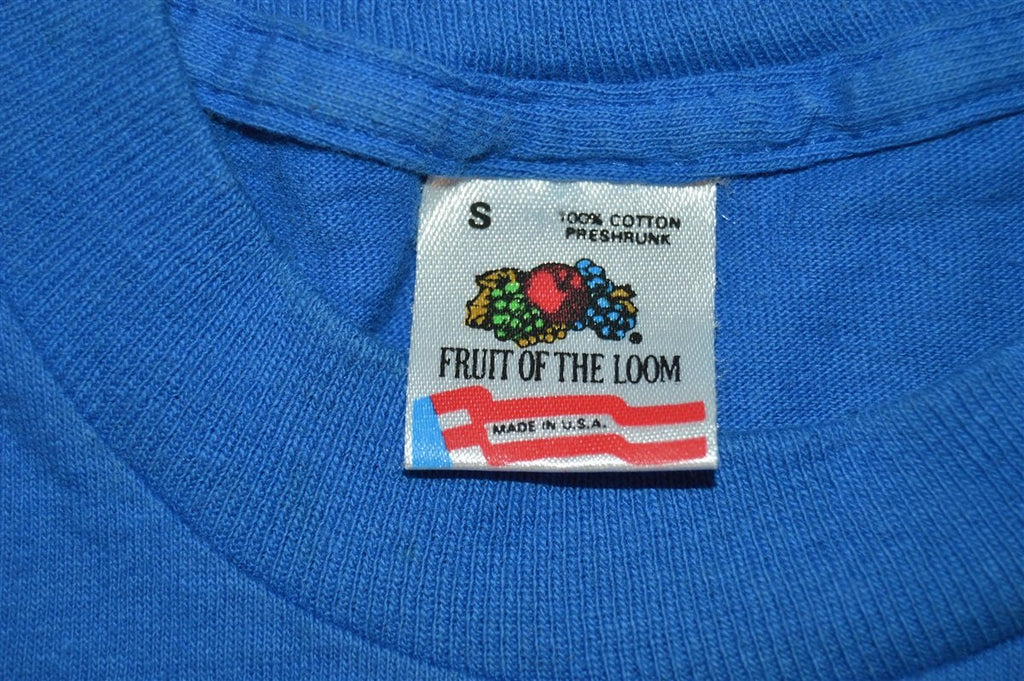 S
100% COTTON
PRESHRUNK
FRUIT OF THE LOOM
MADE IN U.S.A.